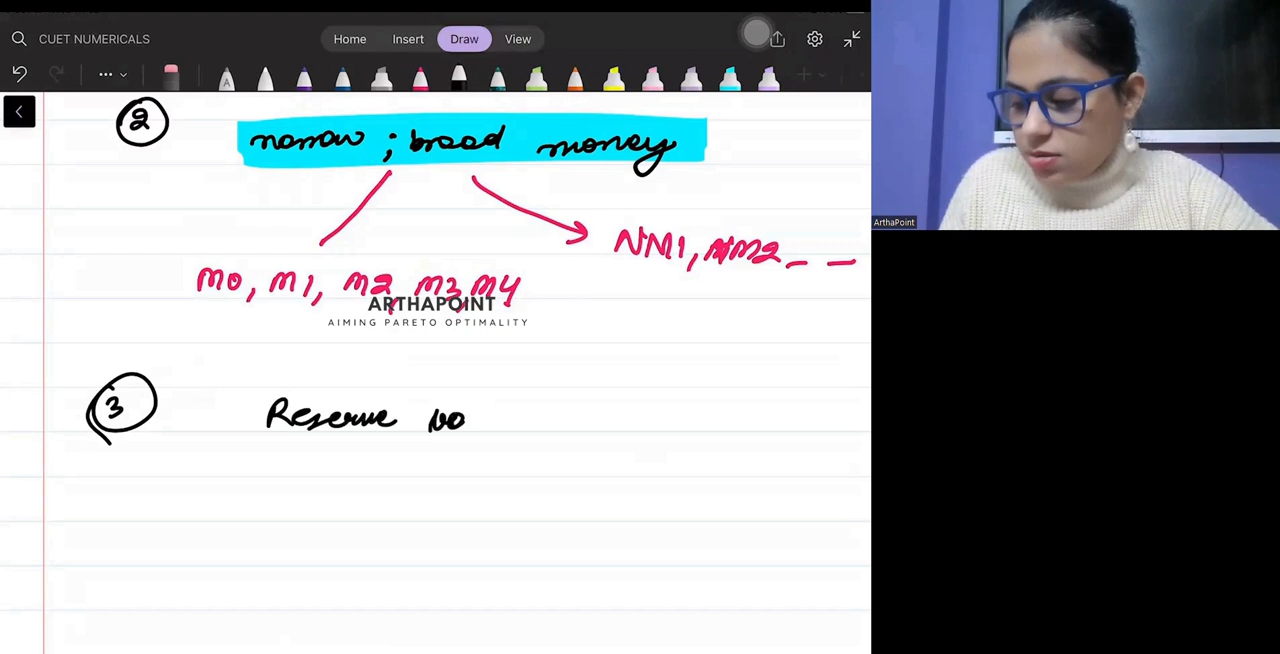 CUET NUMERICALS
Home Insert Draw View
A
2 narrow ; broad money
NM1, NM2 _ _
M0, M1, M2, M3, M4
ARTHAPOINT
AIMING PARETO OPTIMALITY
3 Reserve
ArthaPoint